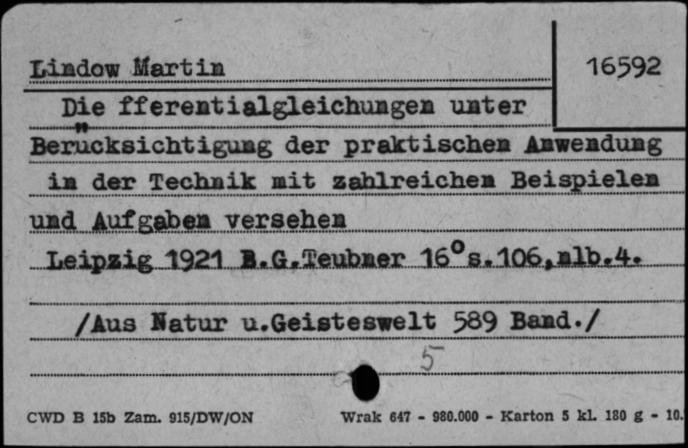 Lindow Martin
16592
Die fferentialgleichungen unter
Berücksichtigung der praktischen Anwendung
in der Technik mit zahlreichen Beispielen
und Aufgaben versehen
Leipzig 1921 B.G.Teubner 16° s.106,nlb.4.
/Aus Natur u.Geisteswelt 589 Band./
5
CWD B 15b Zam. 915/DW/ON Wrak 647 - 980.000 - Karton 5 kl. 180 g - 10.